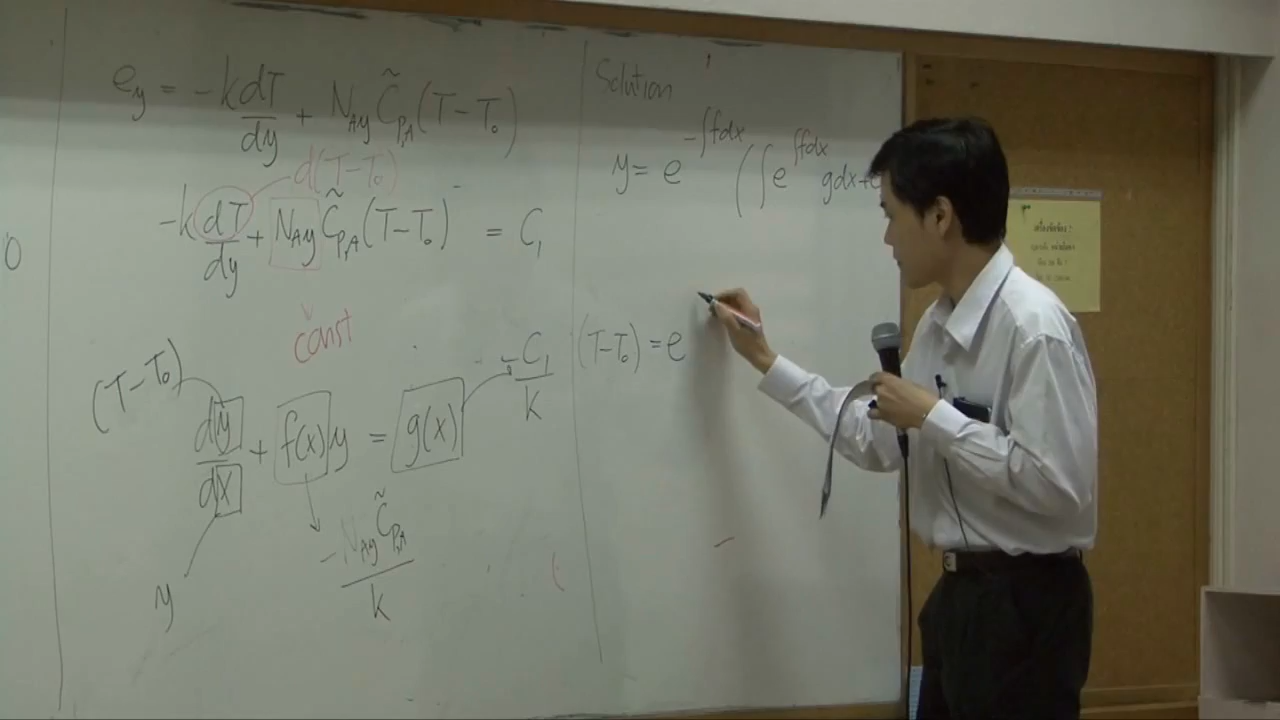 e_y = -k dT/dy + N_Ay C̃_p,A (T - T₀)
d(T-T₀)
-k dT/dy + N_Ay C̃_p,A (T-T₀) = C₁
0
const
(T-T₀)
dy/dx + f(x) y = g(x)
-C₁/k
y
-N_Ay C̃_p,A / k
Solution
y = e^{-∫fdx} (∫e^{∫fdx} gdx+
(T-T₀) = e